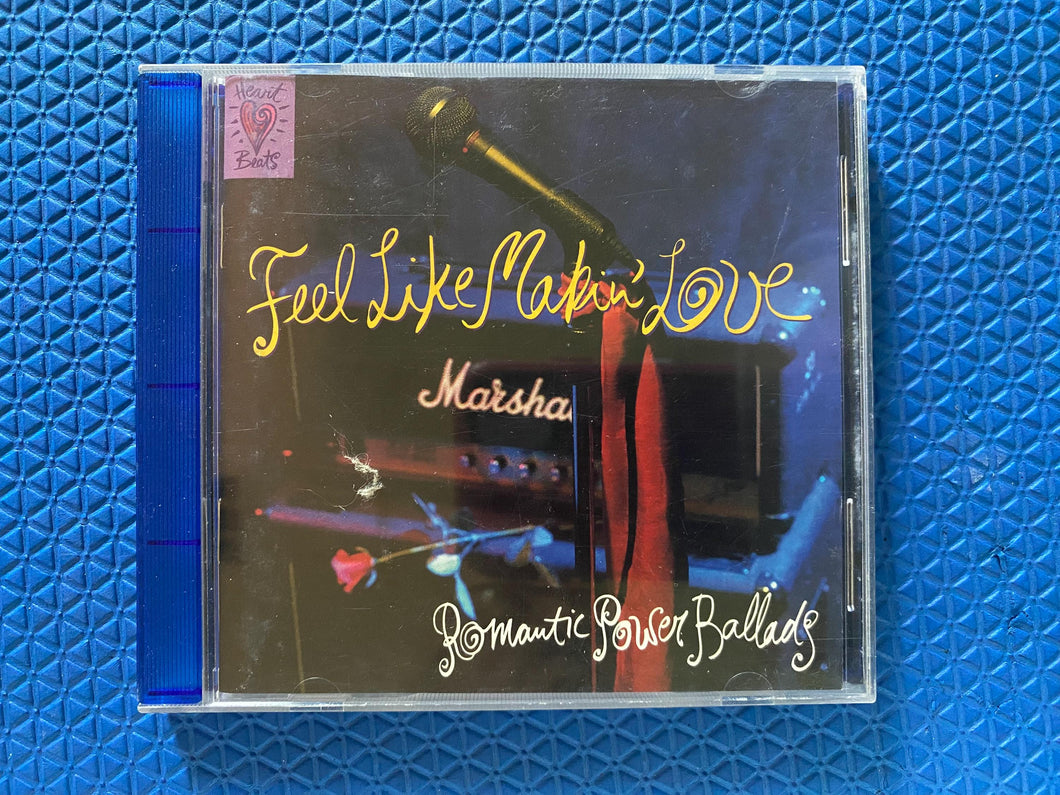 Heart
Beats
Feel Like Makin' Love
Marsha
Romantic Power Ballads